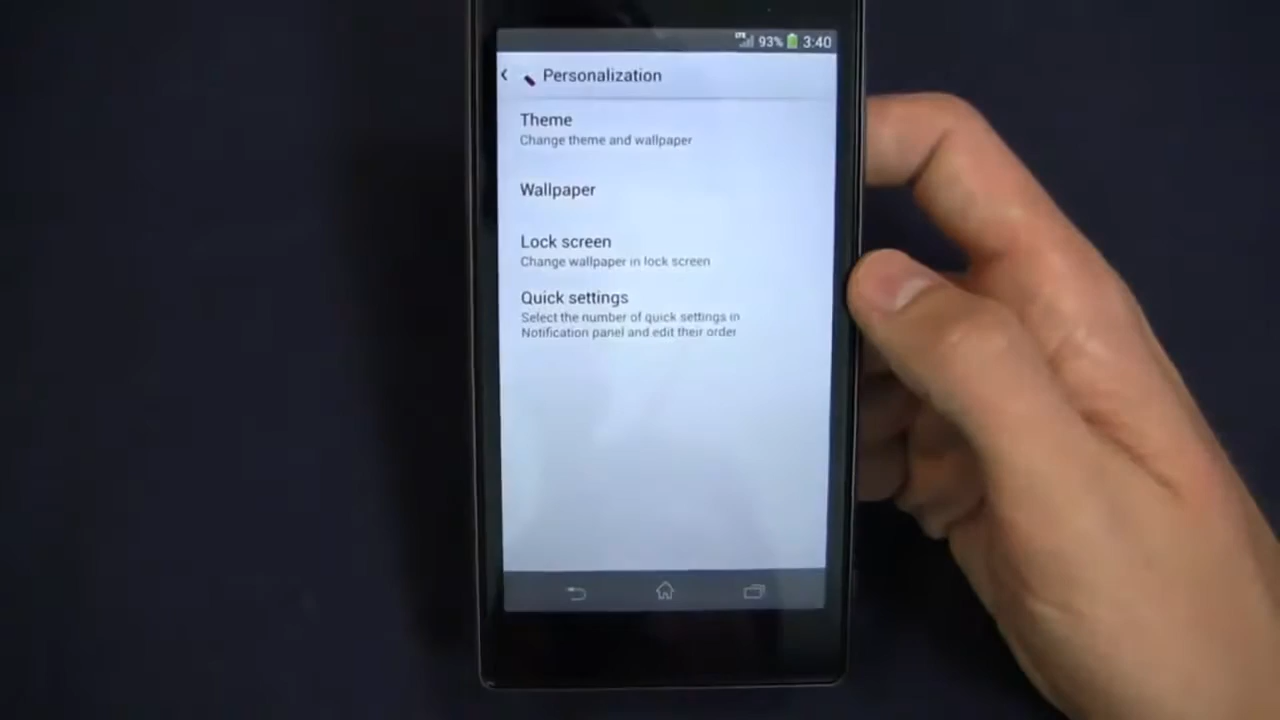 LTE 93% 3:40
Personalization
Theme
Change theme and wallpaper
Wallpaper
Lock screen
Change wallpaper in lock screen
Quick settings
Select the number of quick settings in
Notification panel and edit their order